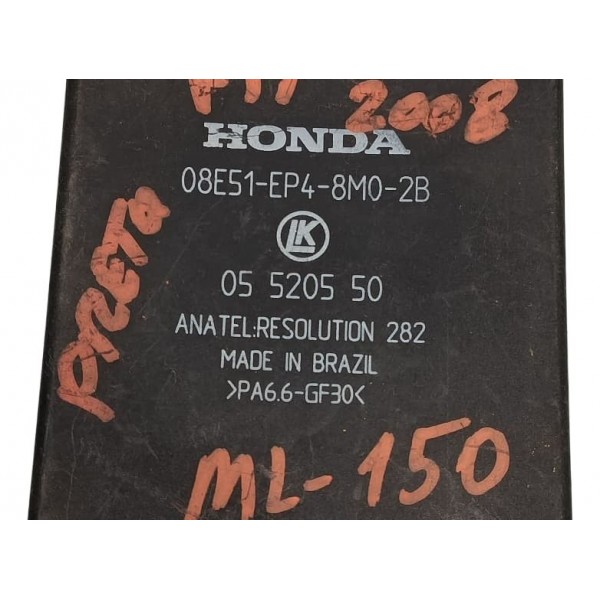 FIT 2008
HONDA
08E51-EP4-8M0-2B
LK
05 5205 50
ANATEL:RESOLUTION 282
MADE IN BRAZIL
>PA6.6-GF30<
PRETO
ML-150